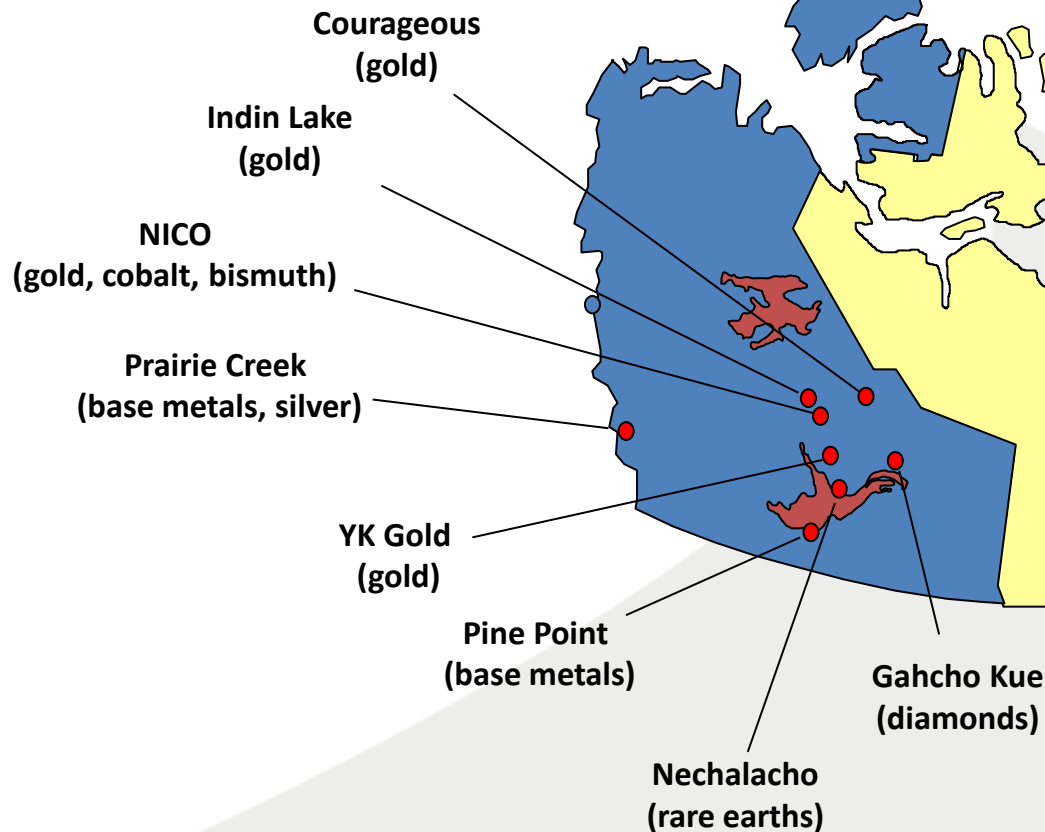 Courageous
(gold)
Indin Lake
(gold)
NICO
(gold, cobalt, bismuth)
Prairie Creek
(base metals, silver)
YK Gold
(gold)
Pine Point
(base metals)
Gahcho Kue
(diamonds)
Nechalacho
(rare earths)